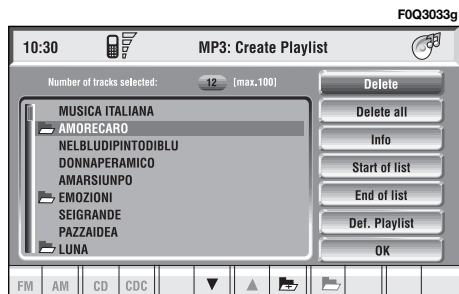 F0Q3033g
10:30 MP3: Create Playlist
Number of tracks selected: 12 [max.100]
Delete
MUSICA ITALIANA
Delete all
AMORECARO
NELBLUDIPINTODIBLU
Info
DONNAPERAMICO
Start of list
AMARSIUNPO
EMOZIONI
End of list
SEIGRANDE
Def. Playlist
PAZZAIDEA
LUNA
OK
FM AM CD CDC